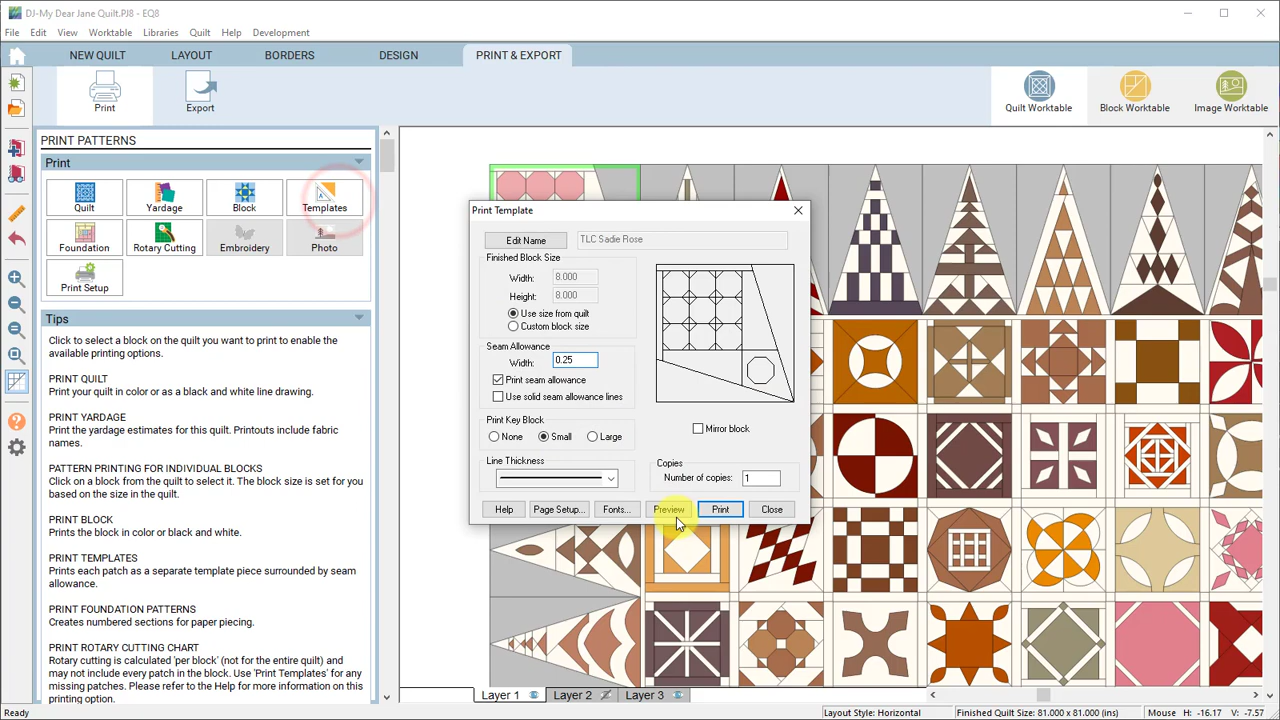 DJ-My Dear Jane Quilt.PJ8 - EQ8
File Edit View Worktable Libraries Quilt Help Development
NEW QUILT LAYOUT BORDERS DESIGN PRINT & EXPORT
Print Export Quilt Worktable Block Worktable Image Worktable
PRINT PATTERNS
Print
Quilt Yardage Block Templates
Foundation Rotary Cutting Embroidery Photo
Print Setup
Tips
Click to select a block on the quilt you want to print to enable the
available printing options.
PRINT QUILT
Print your quilt in color or as a black and white line drawing.
PRINT YARDAGE
Print the yardage estimates for this quilt. Printouts include fabric
names.
PATTERN PRINTING FOR INDIVIDUAL BLOCKS
Click on a block from the quilt to select it. The block size is set for you
based on the size in the quilt.
PRINT BLOCK
Prints the block in color or black and white.
PRINT TEMPLATES
Prints each patch as a separate template piece surrounded by seam
allowance.
PRINT FOUNDATION PATTERNS
Creates numbered sections for paper piecing.
PRINT ROTARY CUTTING CHART
Rotary cutting is calculated 'per block' (not for the entire quilt) and
may not include every patch in the block. Use 'Print Templates' for any
missing patches. Please refer to the Help for more information on this
printing option.
Print Template
Edit Name TLC Sadie Rose
Finished Block Size
Width: 8.000
Height: 8.000
Use size from quilt
Custom block size
Seam Allowance
Width: 0.25
Print seam allowance
Use solid seam allowance lines
Print Key Block
None Small Large
Mirror block
Line Thickness
Copies
Number of copies: 1
Help Page Setup... Fonts... Preview Print Close
Layer 1 Layer 2 Layer 3
Ready Layout Style: Horizontal Finished Quilt Size: 81.000 x 81.000 (ins) Mouse H: -16.17 V: -7.57